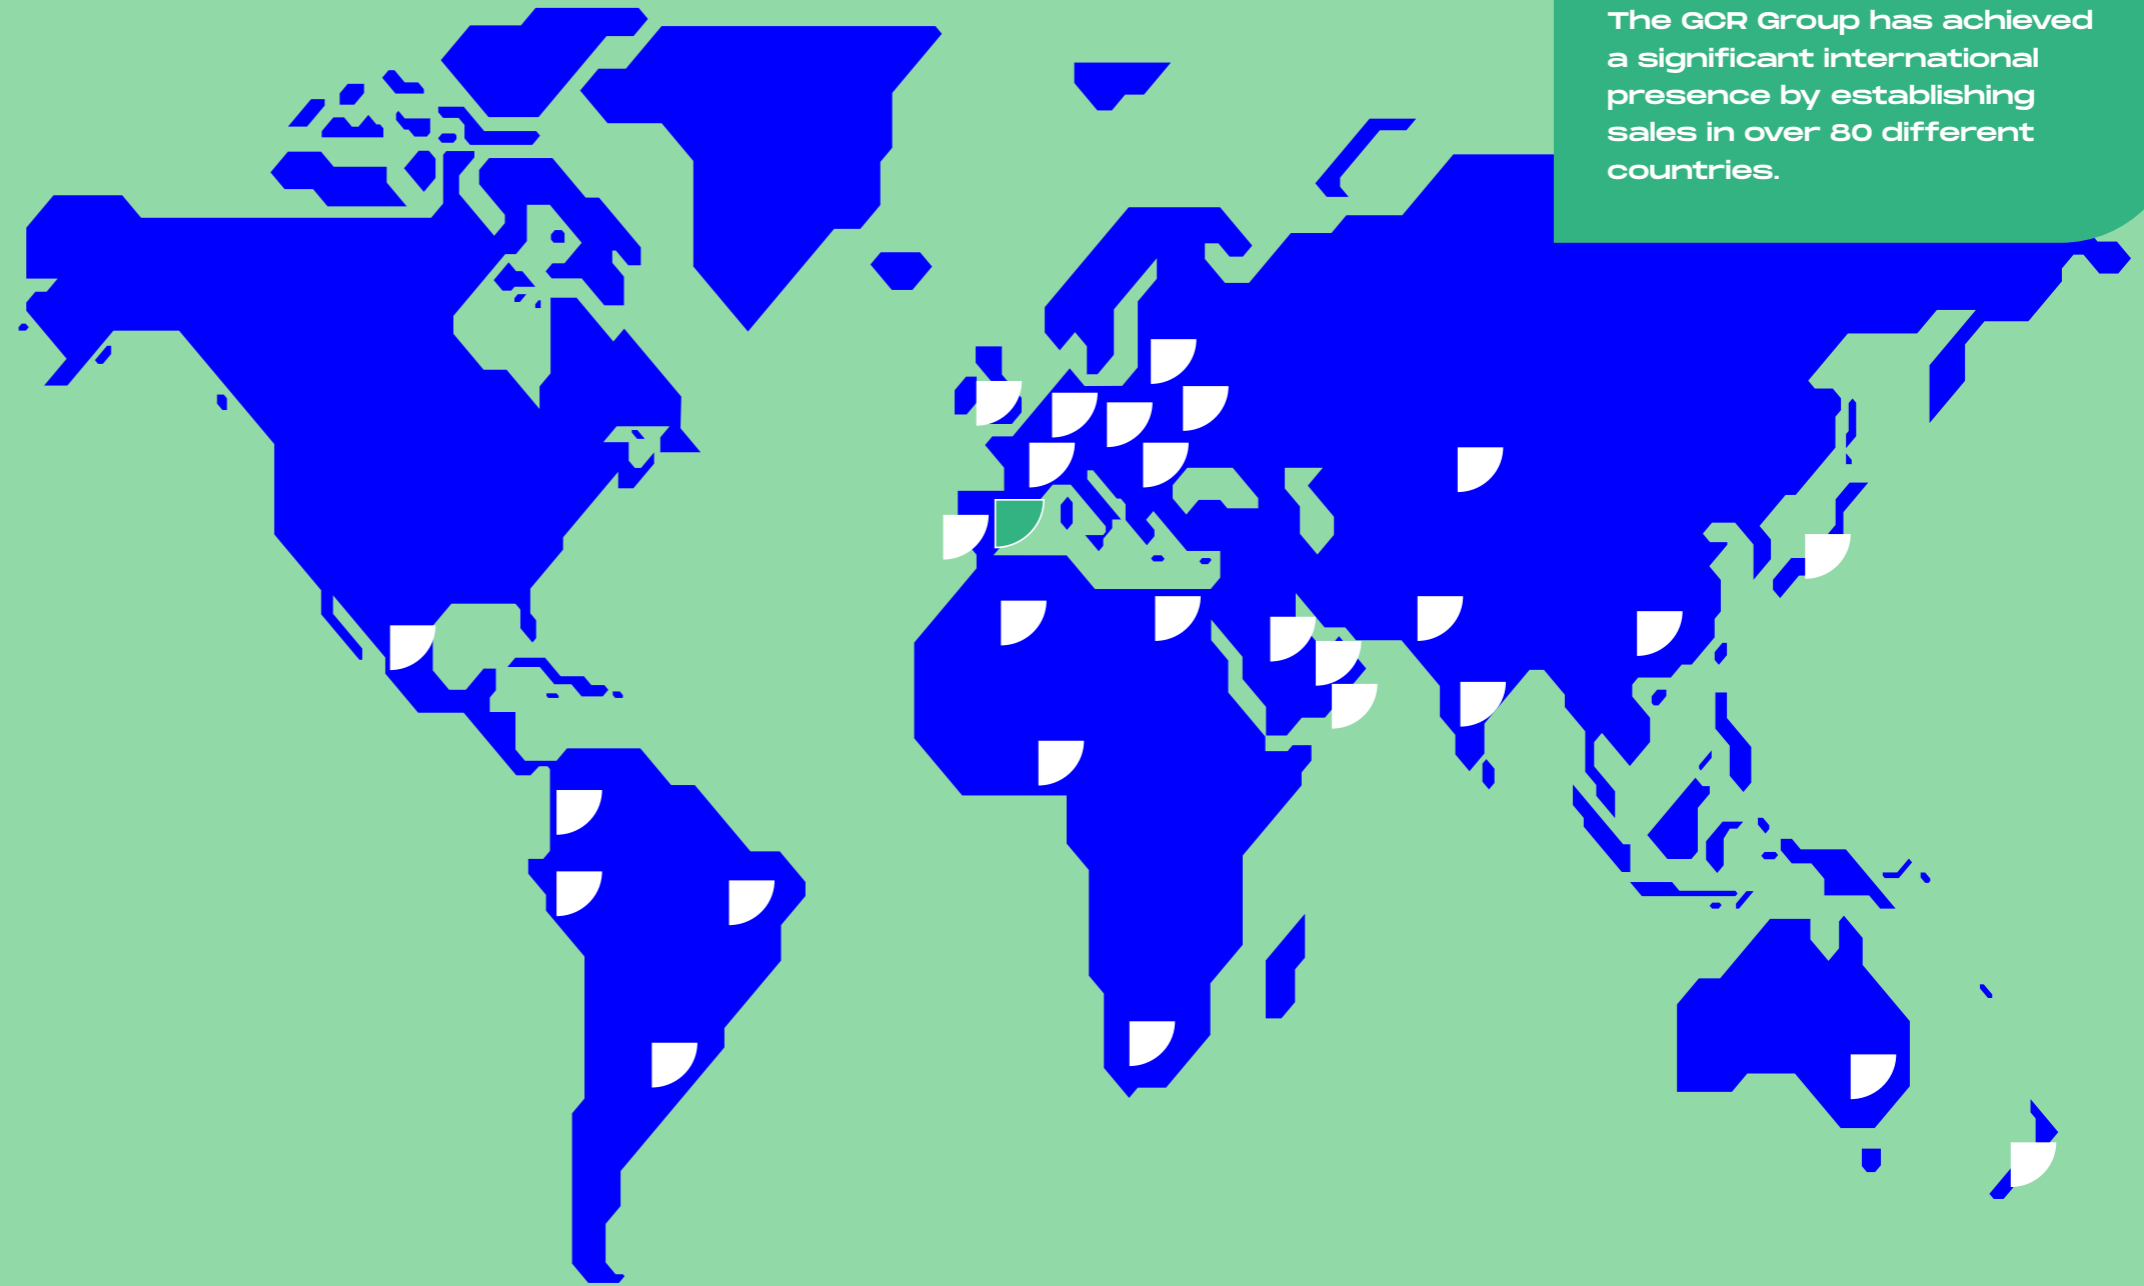 The GCR Group has achieved
a significant international
presence by establishing
sales in over 80 different
countries.